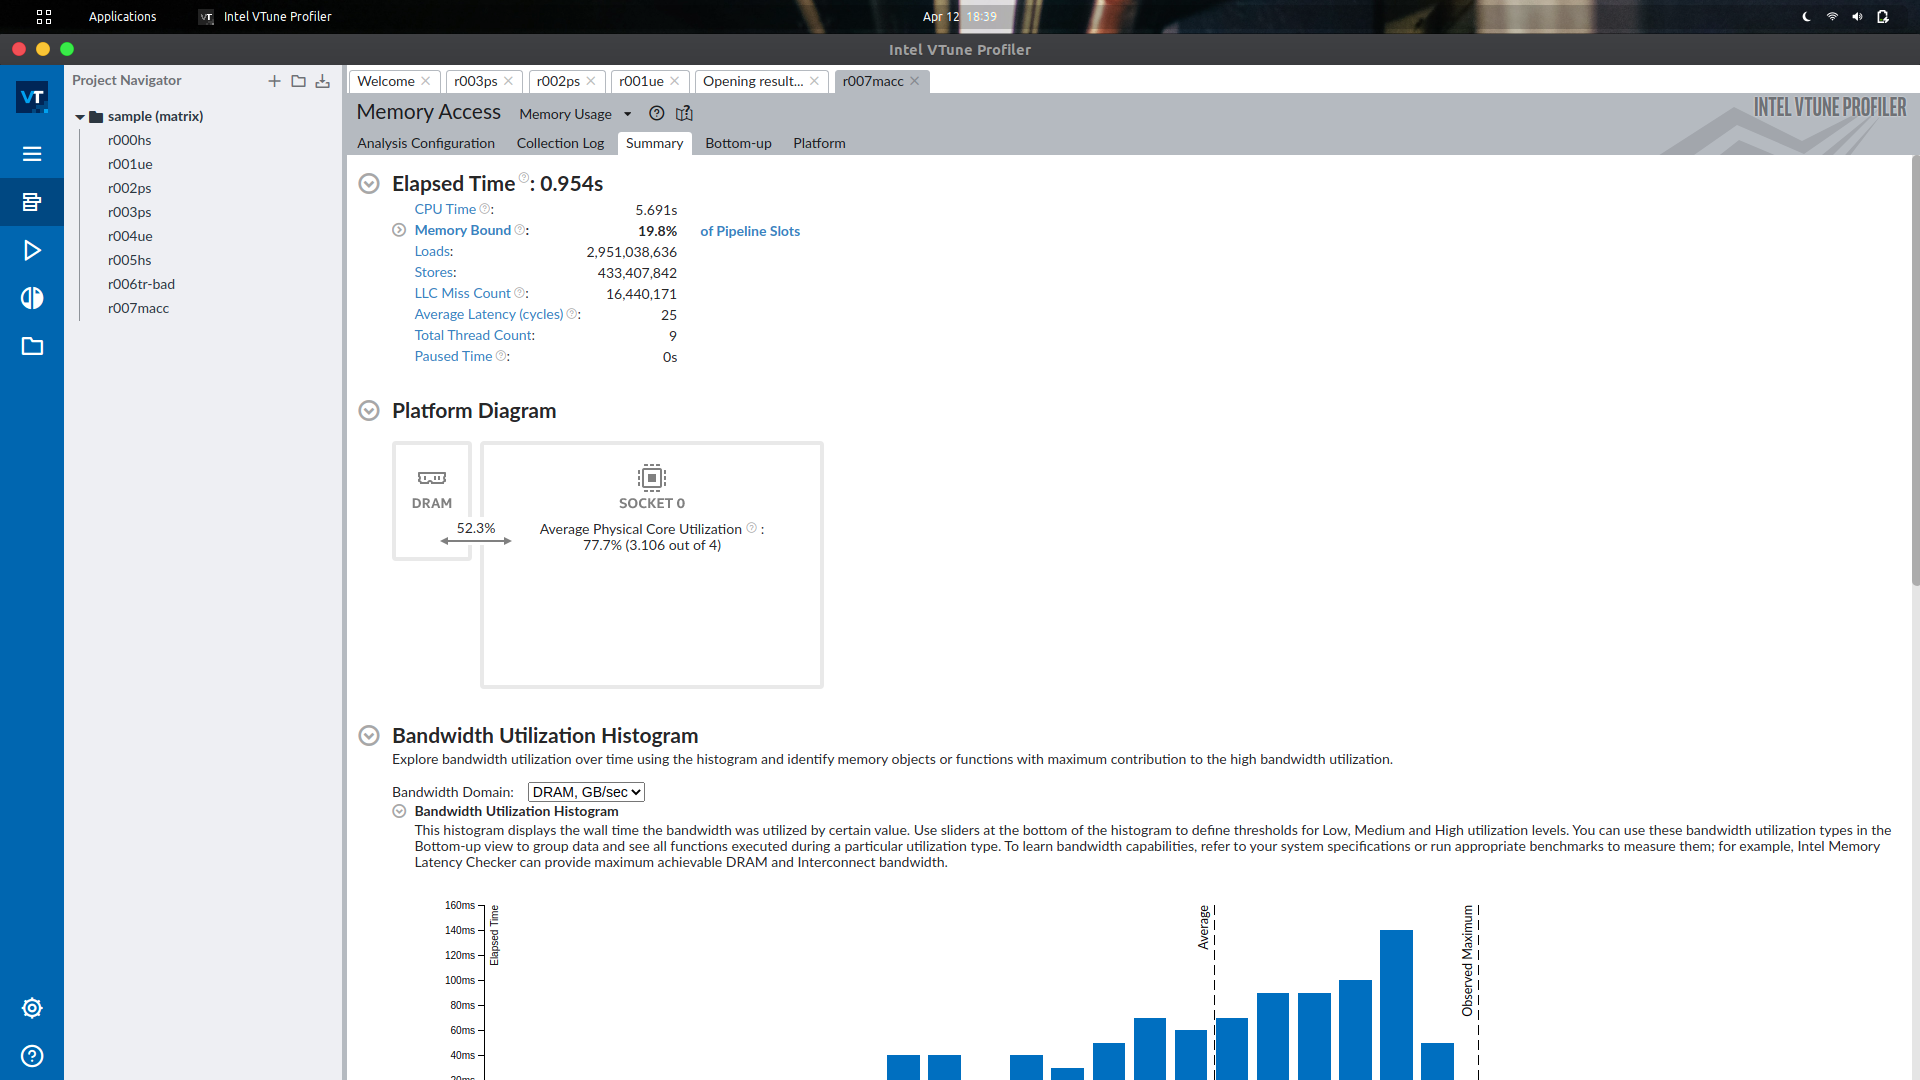 Applications
Intel VTune Profiler
Apr 12 18:39
Intel VTune Profiler
Project Navigator
Welcome
r003ps
r002ps
r001ue
Opening result...
r007macc
VT
sample (matrix)
r000hs
r001ue
r002ps
r003ps
r004ue
r005hs
r006tr-bad
r007macc
Memory Access Memory Usage
INTEL VTUNE PROFILER
Analysis Configuration Collection Log Summary Bottom-up Platform
Elapsed Time ?: 0.954s
CPU Time ?: 5.691s
Memory Bound ?: 19.8% of Pipeline Slots
Loads: 2,951,038,636
Stores: 433,407,842
LLC Miss Count ?: 16,440,171
Average Latency (cycles) ?: 25
Total Thread Count: 9
Paused Time ?: 0s
Platform Diagram
DRAM
SOCKET 0
52.3%
Average Physical Core Utilization ? :
77.7% (3.106 out of 4)
Bandwidth Utilization Histogram
Explore bandwidth utilization over time using the histogram and identify memory objects or functions with maximum contribution to the high bandwidth utilization.
Bandwidth Domain: DRAM, GB/sec
Bandwidth Utilization Histogram
This histogram displays the wall time the bandwidth was utilized by certain value. Use sliders at the bottom of the histogram to define thresholds for Low, Medium and High utilization levels. You can use these bandwidth utilization types in the
Bottom-up view to group data and see all functions executed during a particular utilization type. To learn bandwidth capabilities, refer to your system specifications or run appropriate benchmarks to measure them; for example, Intel Memory
Latency Checker can provide maximum achievable DRAM and Interconnect bandwidth.
160ms
140ms
120ms
100ms
80ms
60ms
40ms
20ms
Elapsed Time
Average
Observed Maximum